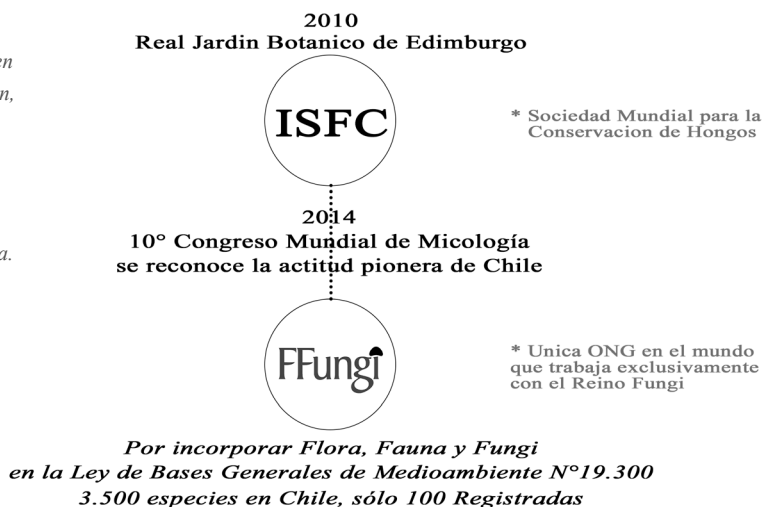 2010
Real Jardin Botanico de Edimburgo
en
n,
ISFC
* Sociedad Mundial para la
Conservacion de Hongos
2014
10° Congreso Mundial de Micología
a.
se reconoce la actitud pionera de Chile
FFungi
* Unica ONG en el mundo
que trabaja exclusivamente
con el Reino Fungi
Por incorporar Flora, Fauna y Fungi
en la Ley de Bases Generales de Medioambiente N°19.300
3.500 especies en Chile, sólo 100 Registradas